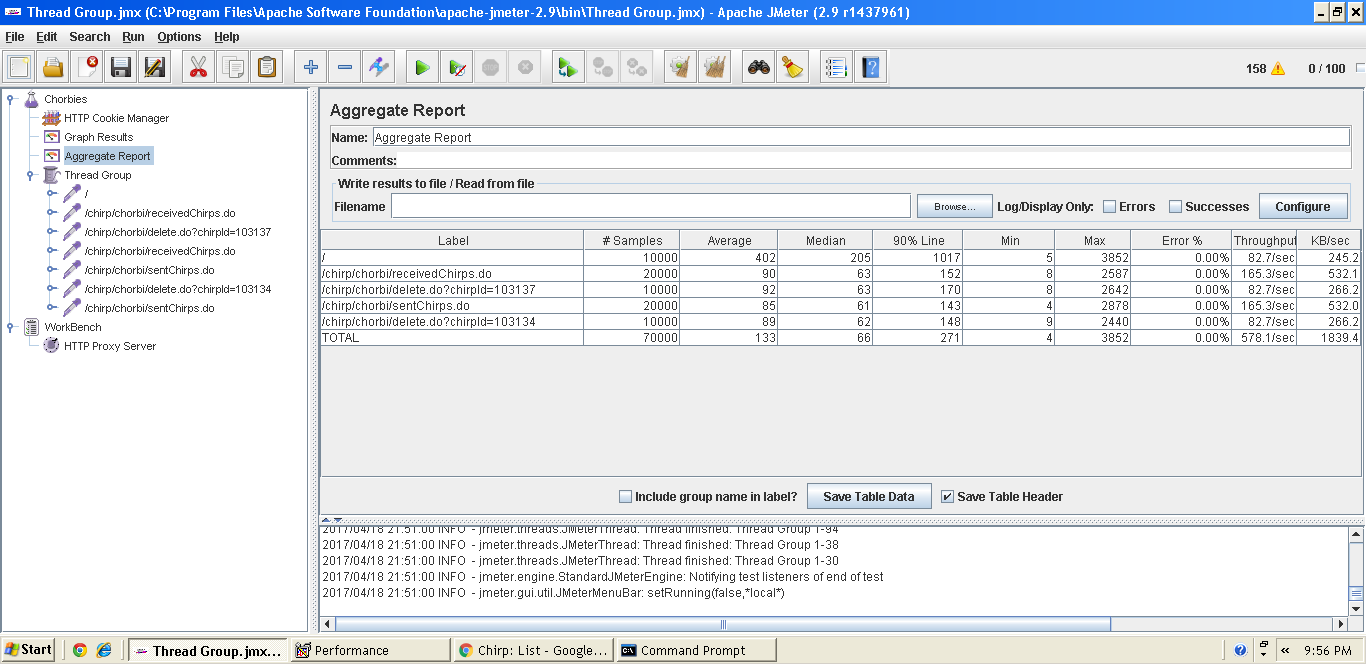 Thread Group.jmx (C:\Program Files\Apache Software Foundation\apache-jmeter-2.9\bin\Thread Group.jmx) - Apache JMeter (2.9 r1437961)
File Edit Search Run Options Help
158 0 / 100
Chorbies
HTTP Cookie Manager
Graph Results
Aggregate Report
Thread Group
/
/chirp/chorbi/receivedChirps.do
/chirp/chorbi/delete.do?chirpId=103137
/chirp/chorbi/receivedChirps.do
/chirp/chorbi/sentChirps.do
/chirp/chorbi/delete.do?chirpId=103134
/chirp/chorbi/sentChirps.do
WorkBench
HTTP Proxy Server
Aggregate Report
Name: Aggregate Report
Comments:
Write results to file / Read from file
Filename Browse... Log/Display Only: Errors Successes Configure
Label # Samples Average Median 90% Line Min Max Error % Throughput KB/sec
/ 10000 402 205 1017 5 3852 0.00% 82.7/sec 245.2
/chirp/chorbi/receivedChirps.do 20000 90 63 152 8 2587 0.00% 165.3/sec 532.1
/chirp/chorbi/delete.do?chirpId=103137 10000 92 63 170 8 2642 0.00% 82.7/sec 266.2
/chirp/chorbi/sentChirps.do 20000 85 61 143 4 2878 0.00% 165.3/sec 532.0
/chirp/chorbi/delete.do?chirpId=103134 10000 89 62 148 9 2440 0.00% 82.7/sec 266.2
TOTAL 70000 133 66 271 4 3852 0.00% 578.1/sec 1839.4
Include group name in label? Save Table Data Save Table Header
2017/04/18 21:51:00 INFO - jmeter.threads.JMeterThread: Thread finished: Thread Group 1-94
2017/04/18 21:51:00 INFO - jmeter.threads.JMeterThread: Thread finished: Thread Group 1-38
2017/04/18 21:51:00 INFO - jmeter.threads.JMeterThread: Thread finished: Thread Group 1-30
2017/04/18 21:51:00 INFO - jmeter.engine.StandardJMeterEngine: Notifying test listeners of end of test
2017/04/18 21:51:00 INFO - jmeter.gui.util.JMeterMenuBar: setRunning(false,*local*)
Start Thread Group.jmx... Performance Chirp: List - Google... Command Prompt 9:56 PM